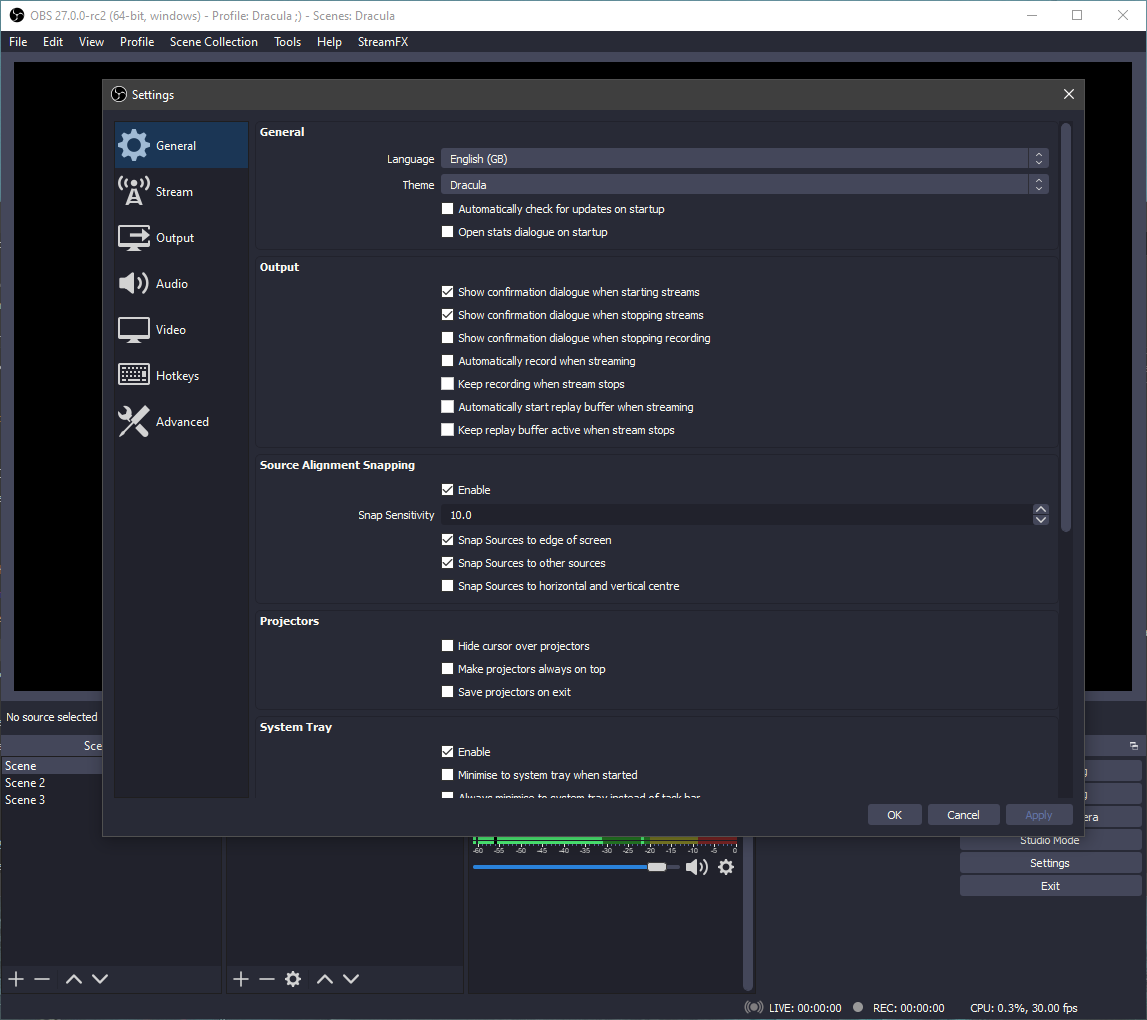 OBS 27.0.0-rc2 (64-bit, windows) - Profile: Dracula ;) - Scenes: Dracula
File Edit View Profile Scene Collection Tools Help StreamFX
Settings
General
Stream
Output
Audio
Video
Hotkeys
Advanced
General
Language English (GB)
Theme Dracula
Automatically check for updates on startup
Open stats dialogue on startup
Output
Show confirmation dialogue when starting streams
Show confirmation dialogue when stopping streams
Show confirmation dialogue when stopping recording
Automatically record when streaming
Keep recording when stream stops
Automatically start replay buffer when streaming
Keep replay buffer active when stream stops
Source Alignment Snapping
Enable
Snap Sensitivity 10.0
Snap Sources to edge of screen
Snap Sources to other sources
Snap Sources to horizontal and vertical centre
Projectors
Hide cursor over projectors
Make projectors always on top
Save projectors on exit
System Tray
Enable
Minimise to system tray when started
Always minimise to system tray instead of task bar
OK Cancel Apply
No source selected
Sce
Scene
Scene 2
Scene 3
-60 -55 -50 -45 -40 -35 -30 -25 -20 -15 -10 -5 0
g
g
era
Studio Mode
Settings
Exit
LIVE: 00:00:00 REC: 00:00:00 CPU: 0.3%, 30.00 fps